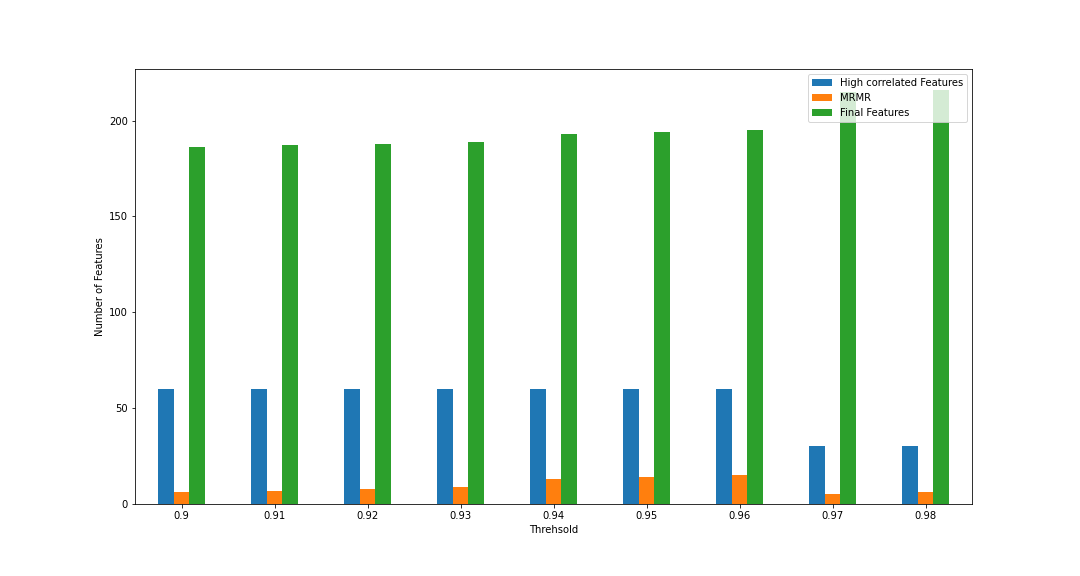 High correlated Features
MRMR
Final Features
200
150
100
50
0
Number of Features
0.9 0.91 0.92 0.93 0.94 0.95 0.96 0.97 0.98
Threhsold